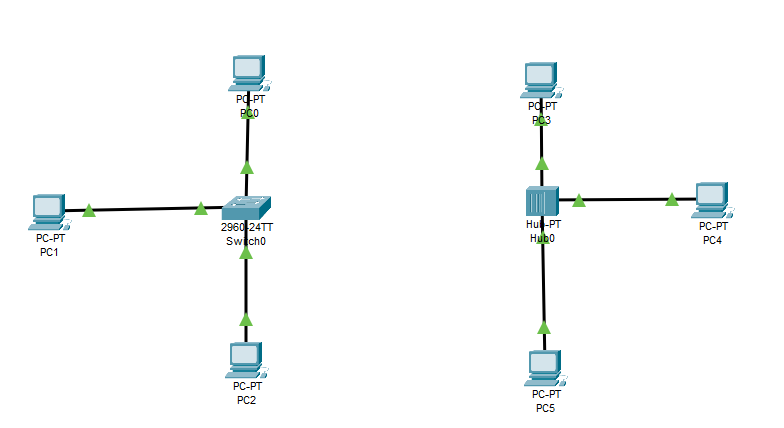 PC-PT
PC0
PC-PT
PC3
PC-PT
PC1
2960-24TT
Switch0
Hub-PT
Hub0
PC-PT
PC4
PC-PT
PC2
PC-PT
PC5